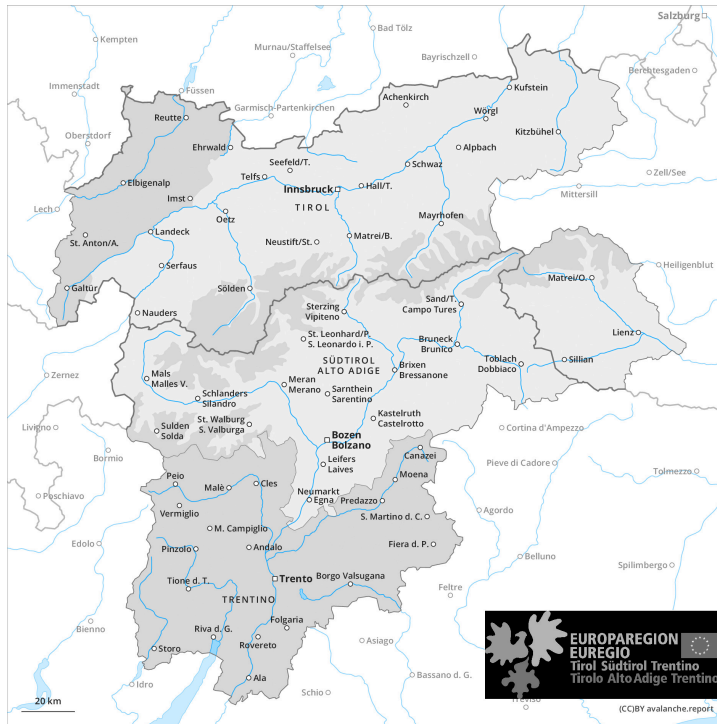 Salzburg
Kempten
Bad Tölz
Murnau/Staffelsee
Bayrischzell
Berchtesgaden
Immenstadt
Füssen
Garmisch-Partenkirchen
Achenkirch
Kufstein
Reutte
Wörgl
Kitzbühel
Oberstdorf
Ehrwald
Seefeld/T.
Alpbach
Schwaz
Zell/See
Elbigenalp
Telfs
Innsbruck
Hall/T.
Mittersill
Imst
TIROL
Lech
Oetz
Mayrhofen
St. Anton/A.
Landeck
Neustift/St.
Matrei/B.
Serfaus
Heiligenblut
Galtür
Sölden
Matrei/O.
Nauders
Sterzing
Vipiteno
Sand/T.
Campo Tures
Lienz
St. Leonhard/P.
S. Leonardo i. P.
Bruneck
Brunico
Toblach
Dobbiaco
Sillian
SÜDTIROL
ALTO ADIGE
Brixen
Bressanone
Zernez
Mals
Malles V.
Meran
Merano
Sarnthein
Sarentino
Schlanders
Silandro
St. Walburg
S. Valburga
Kastelruth
Castelrotto
Livigno
Sulden
Solda
Bozen
Bolzano
Cortina d'Ampezzo
Bormio
Canazei
Leifers
Laives
Pieve di Cadore
Tolmezzo
Peio
Moena
Poschiavo
Malè
Cles
Neumarkt
Egna
Predazzo
Vermiglio
Agordo
S. Martino d. C.
M. Campiglio
Edolo
Pinzolo
Andalo
Fiera d. P.
Belluno
Spilimbergo
Tione d. T.
Trento
Borgo Valsugana
Feltre
TRENTINO
Bienno
Folgaria
Riva d. G.
Rovereto
Asiago
Storo
Ala
Idro
Schio
Bassano d. G.
Treviso
EUROPAREGION
EUREGIO
Tirol Südtirol Trentino
Tirolo Alto Adige Trentino
20 km
(CC)BY avalanche.report